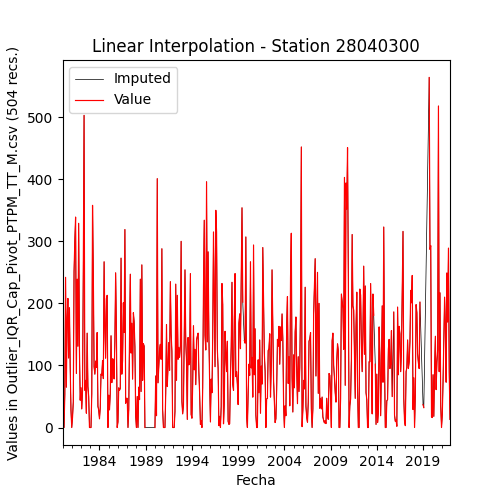 Linear Interpolation - Station 28040300
Imputed
Value
Values in Outlier_IQR_Cap_Pivot_PTPM_TT_M.csv (504 recs.)
500
400
300
200
100
0
1984 1989 1994 1999 2004 2009 2014 2019
Fecha